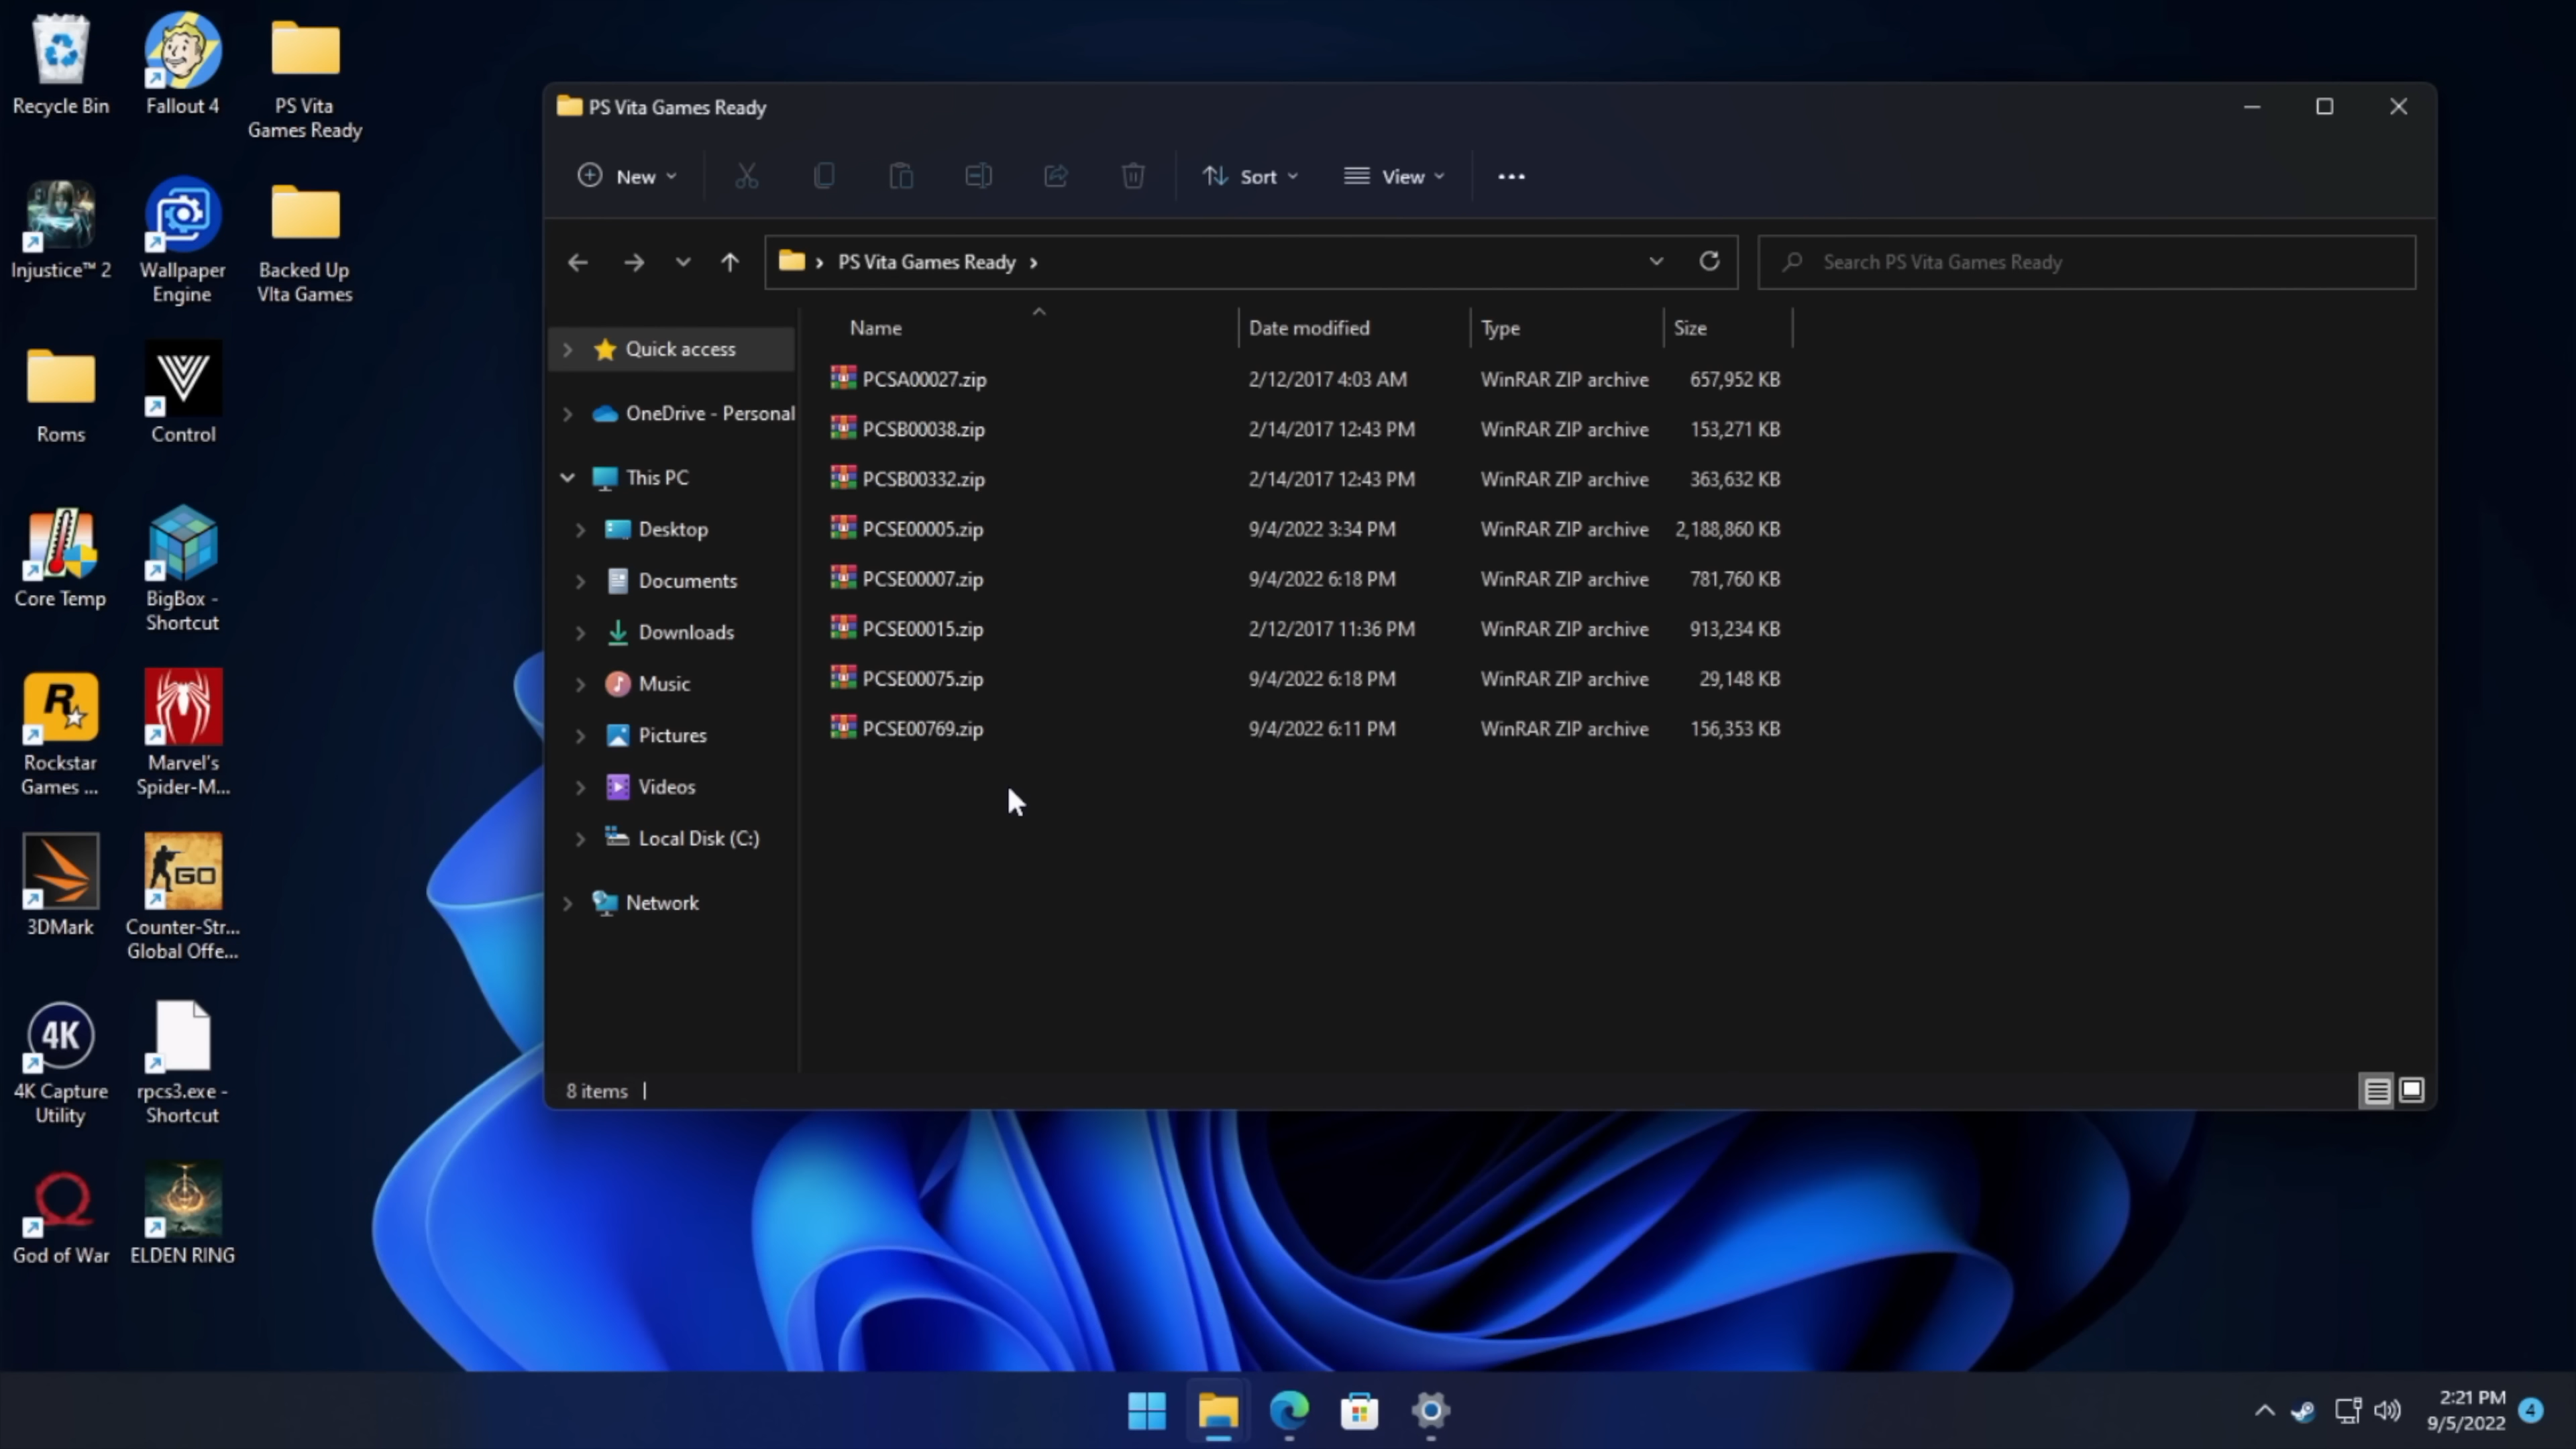 Recycle Bin
Fallout 4
PS Vita
Games Ready
Injustice™ 2
Wallpaper
Engine
Backed Up
VIta Games
Roms
Control
Core Temp
BigBox -
Shortcut
R
Rockstar
Games ...
Marvel's
Spider-M...
3DMark
GO
Counter-Str...
Global Offe...
4K
4K Capture
Utility
rpcs3.exe -
Shortcut
God of War
ELDEN RING
PS Vita Games Ready
New
Sort
View
PS Vita Games Ready
Search PS Vita Games Ready
Quick access
OneDrive - Personal
This PC
Desktop
Documents
Downloads
Music
Pictures
Videos
Local Disk (C:)
Network
Name Date modified Type Size
PCSA00027.zip 2/12/2017 4:03 AM WinRAR ZIP archive 657,952 KB
PCSB00038.zip 2/14/2017 12:43 PM WinRAR ZIP archive 153,271 KB
PCSB00332.zip 2/14/2017 12:43 PM WinRAR ZIP archive 363,632 KB
PCSE00005.zip 9/4/2022 3:34 PM WinRAR ZIP archive 2,188,860 KB
PCSE00007.zip 9/4/2022 6:18 PM WinRAR ZIP archive 781,760 KB
PCSE00015.zip 2/12/2017 11:36 PM WinRAR ZIP archive 913,234 KB
PCSE00075.zip 9/4/2022 6:18 PM WinRAR ZIP archive 29,148 KB
PCSE00769.zip 9/4/2022 6:11 PM WinRAR ZIP archive 156,353 KB
8 items
2:21 PM
9/5/2022
4